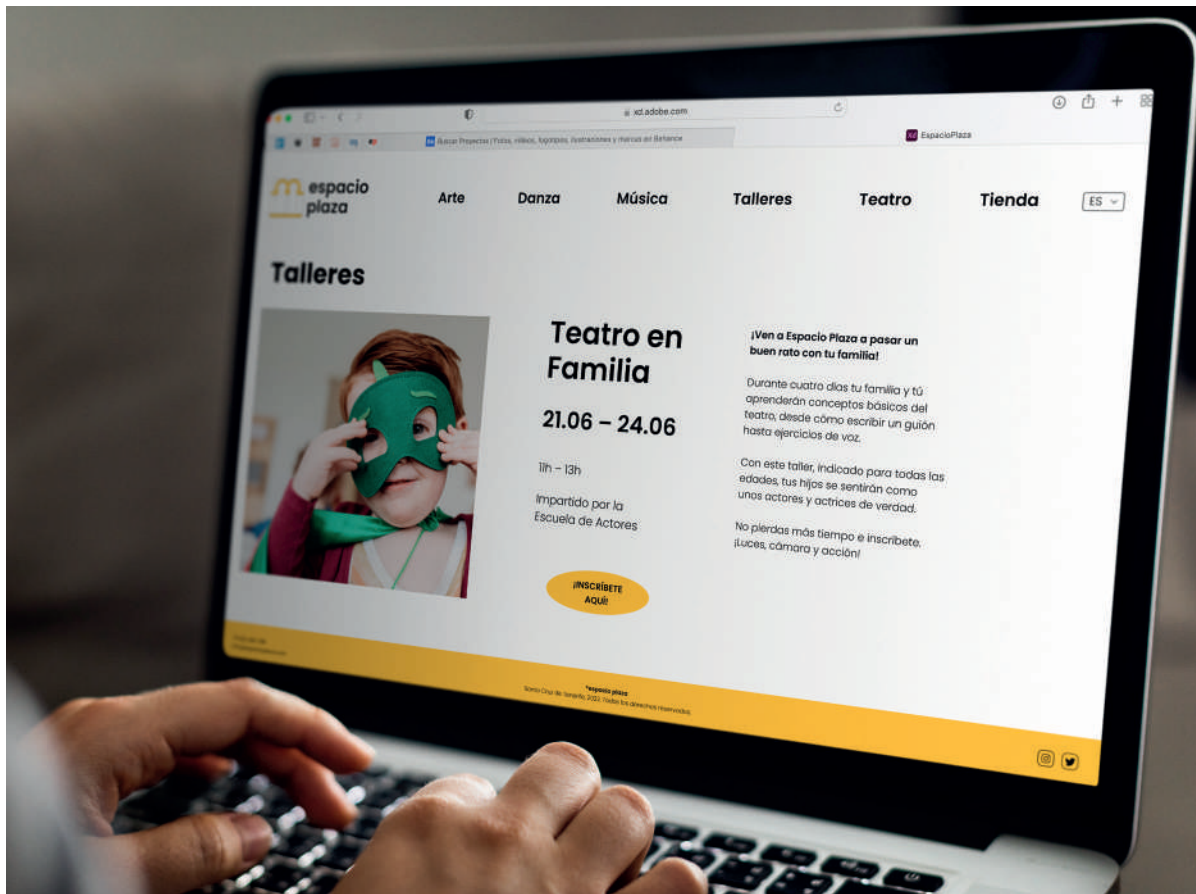 xd.adobe.com
Buscar Proyectos | Fotos, vídeos, logotipos, ilustraciones y marcas en Behance
Xd EspacioPlaza
espacio
plaza
Arte
Danza
Música
Talleres
Teatro
Tienda
ES
Talleres
Teatro en
Familia
21.06 – 24.06
11h – 13h
Impartido por la
Escuela de Actores
¡INSCRÍBETE
AQUÍ!
¡Ven a Espacio Plaza a pasar un
buen rato con tu familia!
Durante cuatro días tu familia y tú
aprenderán conceptos básicos del
teatro, desde cómo escribir un guión
hasta ejercicios de voz.
Con este taller, indicado para todas las
edades, tus hijos se sentirán como
unos actores y actrices de verdad.
No pierdas más tiempo e inscríbete.
¡Luces, cámara y acción!
*espacio plaza
Santa Cruz de Tenerife, 2022. Todos los derechos reservados.